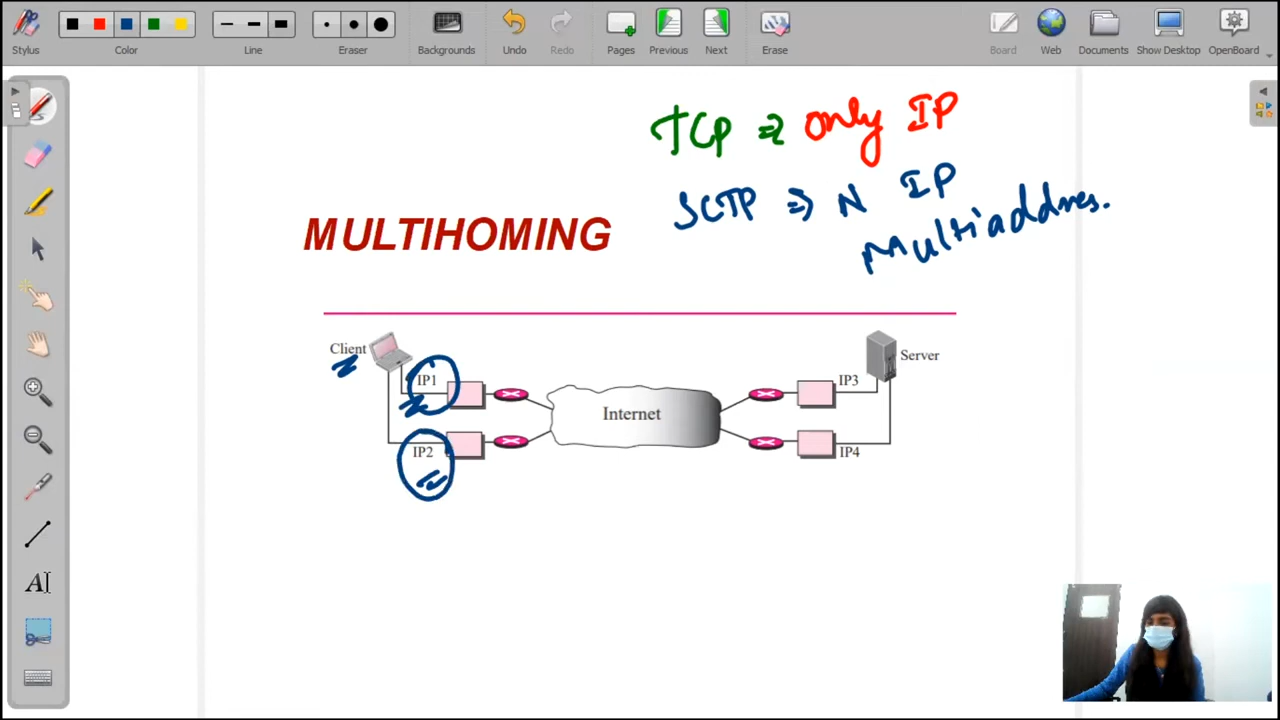 Stylus
Color
Line
Eraser
Backgrounds
Undo
Redo
Pages
Previous
Next
Erase
Board
Web
Documents
Show Desktop
OpenBoard
TCP ⇒ only IP
SCTP ⇒ N IP
Multiaddres.
MULTIHOMING
Client
Server
IP1
IP3
Internet
IP2
IP4
A